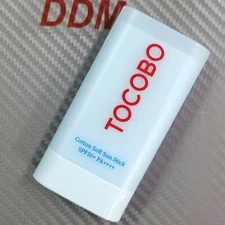 DDM
TOCOBO
Cotton Soft Sun Stick
SPF50+ PA++++